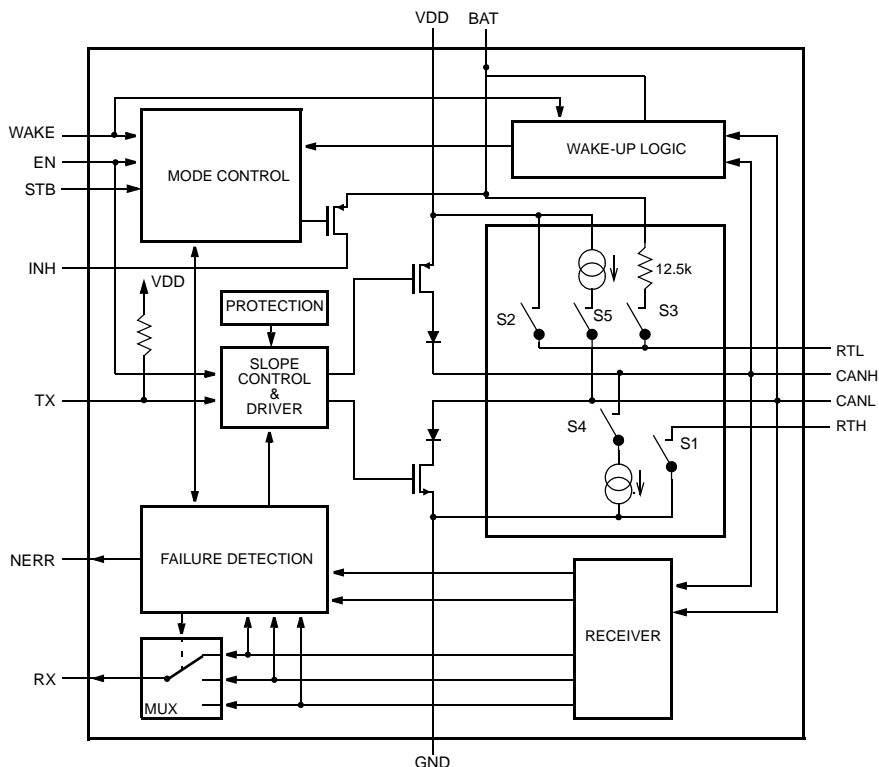 VDD BAT
WAKE
EN
STB
MODE CONTROL
WAKE-UP LOGIC
INH
VDD
12.5k
PROTECTION
S2
S5
S3
RTL
SLOPE
CONTROL
&
DRIVER
CANH
TX
CANL
RTH
S4
S1
NERR
FAILURE DETECTION
RECEIVER
RX
MUX
GND